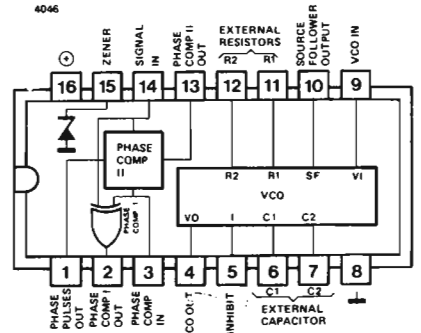 4046
⊕
ZENER
SIGNAL
IN
PHASE
COMP II
OUT
EXTERNAL
RESISTORS
R2 R1
SOURCE
FOLLOWER
OUTPUT
VCO IN
16 15 14 13 12 11 10 9
PHASE
COMP
II
PHASE
COMP I
R2 R1 SF VI
VCO
VO I C1 C2
1 2 3 4 5 6 7 8
PHASE
PULSES
OUT
PHASE
COMP I
OUT
PHASE
COMP
IN
CO OUT
INHIBIT
C1 C2
EXTERNAL
CAPACITOR